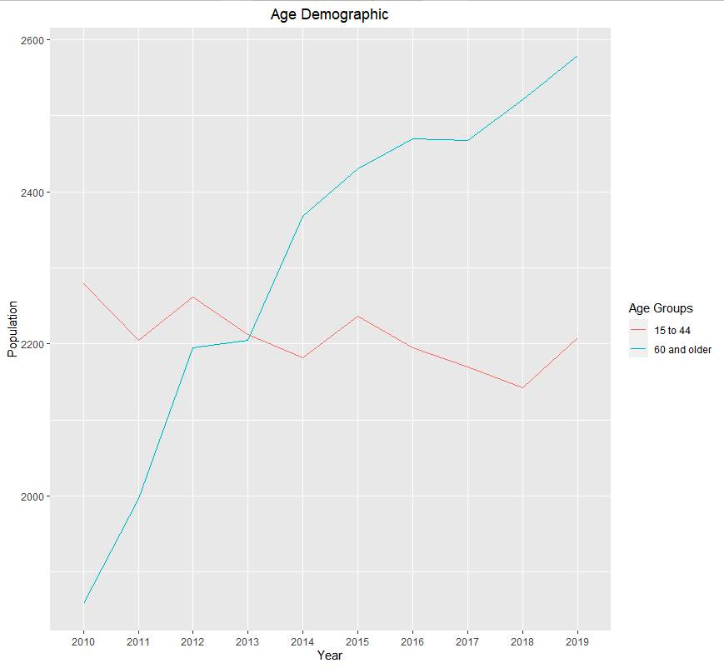 Age Demographic
2600
2400
2200
2000
Population
2010 2011 2012 2013 2014 2015 2016 2017 2018 2019
Year
Age Groups
15 to 44
60 and older